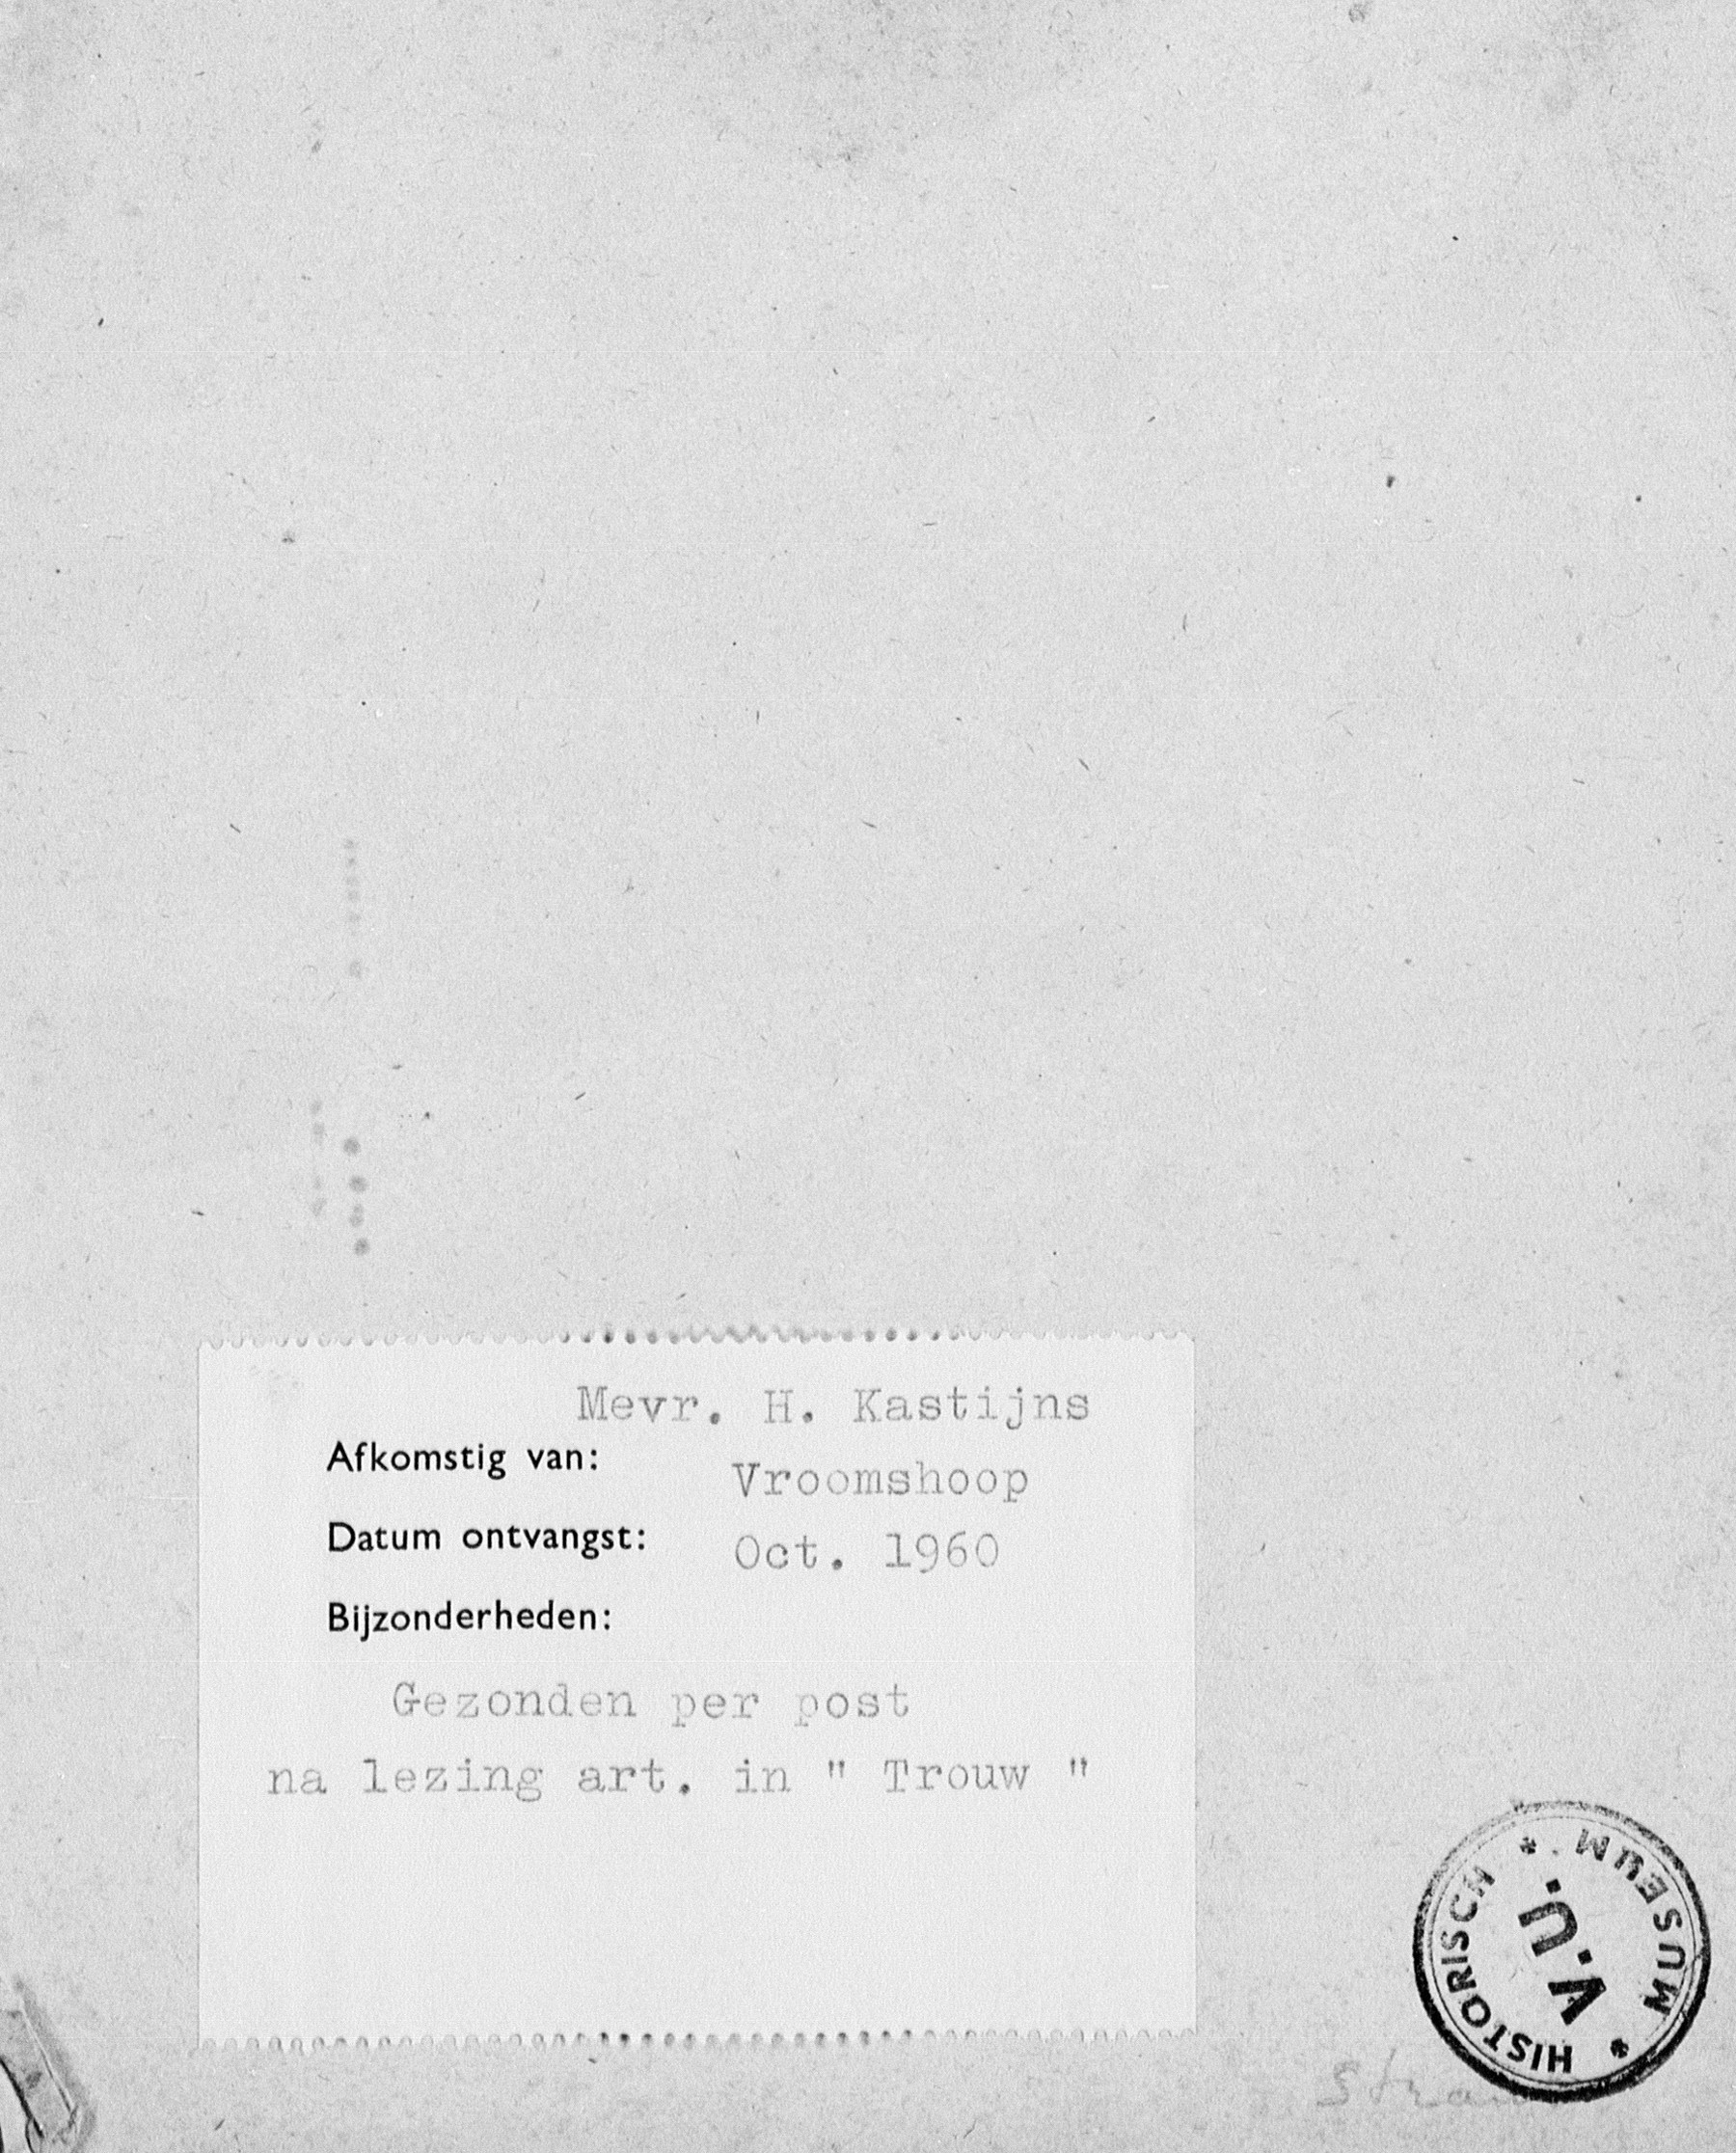 Mevr. H. Kastijns
Afkomstig van: Vroomshoop
Datum ontvangst: Oct. 1960
Bijzonderheden:
Gezonden per post
na lezing art. in " Trouw "
HISTORISCH * MUSEUM *
V.U.